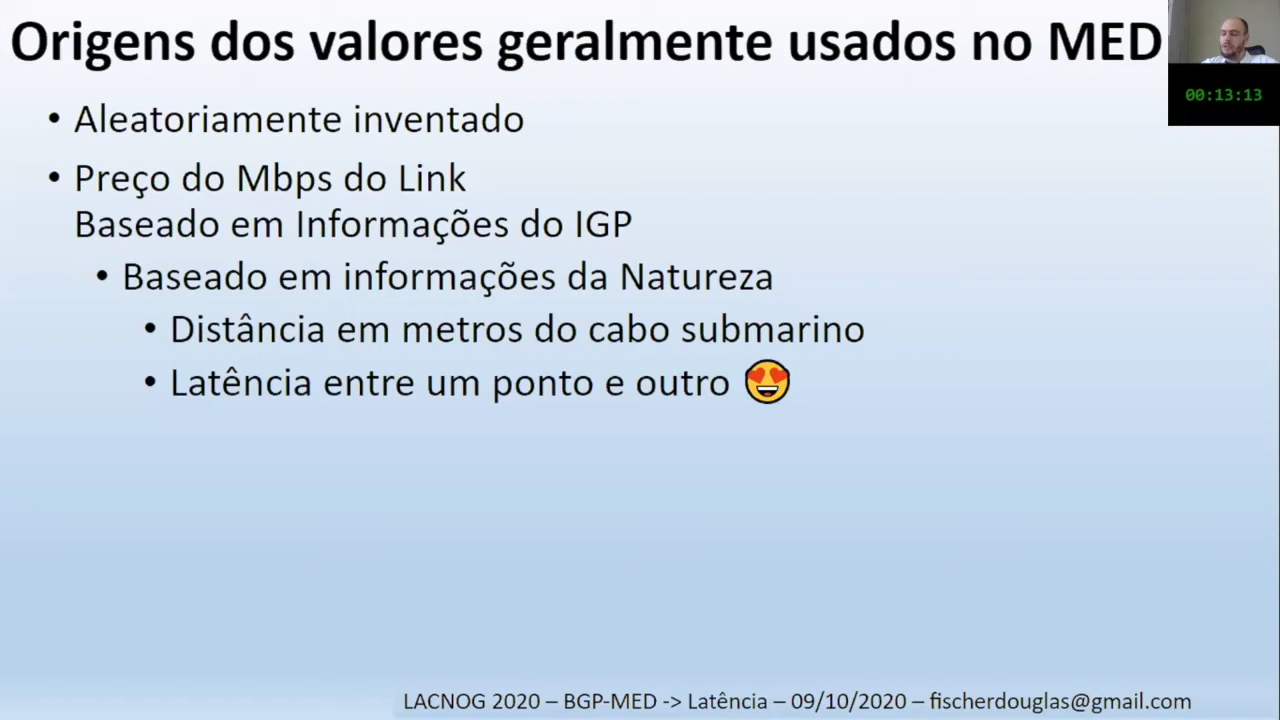 Origens dos valores geralmente usados no MED
00:13:13
• Aleatoriamente inventado
• Preço do Mbps do Link
Baseado em Informações do IGP
• Baseado em informações da Natureza
• Distância em metros do cabo submarino
• Latência entre um ponto e outro 😍
LACNOG 2020 – BGP-MED -> Latência – 09/10/2020 – fischerdouglas@gmail.com